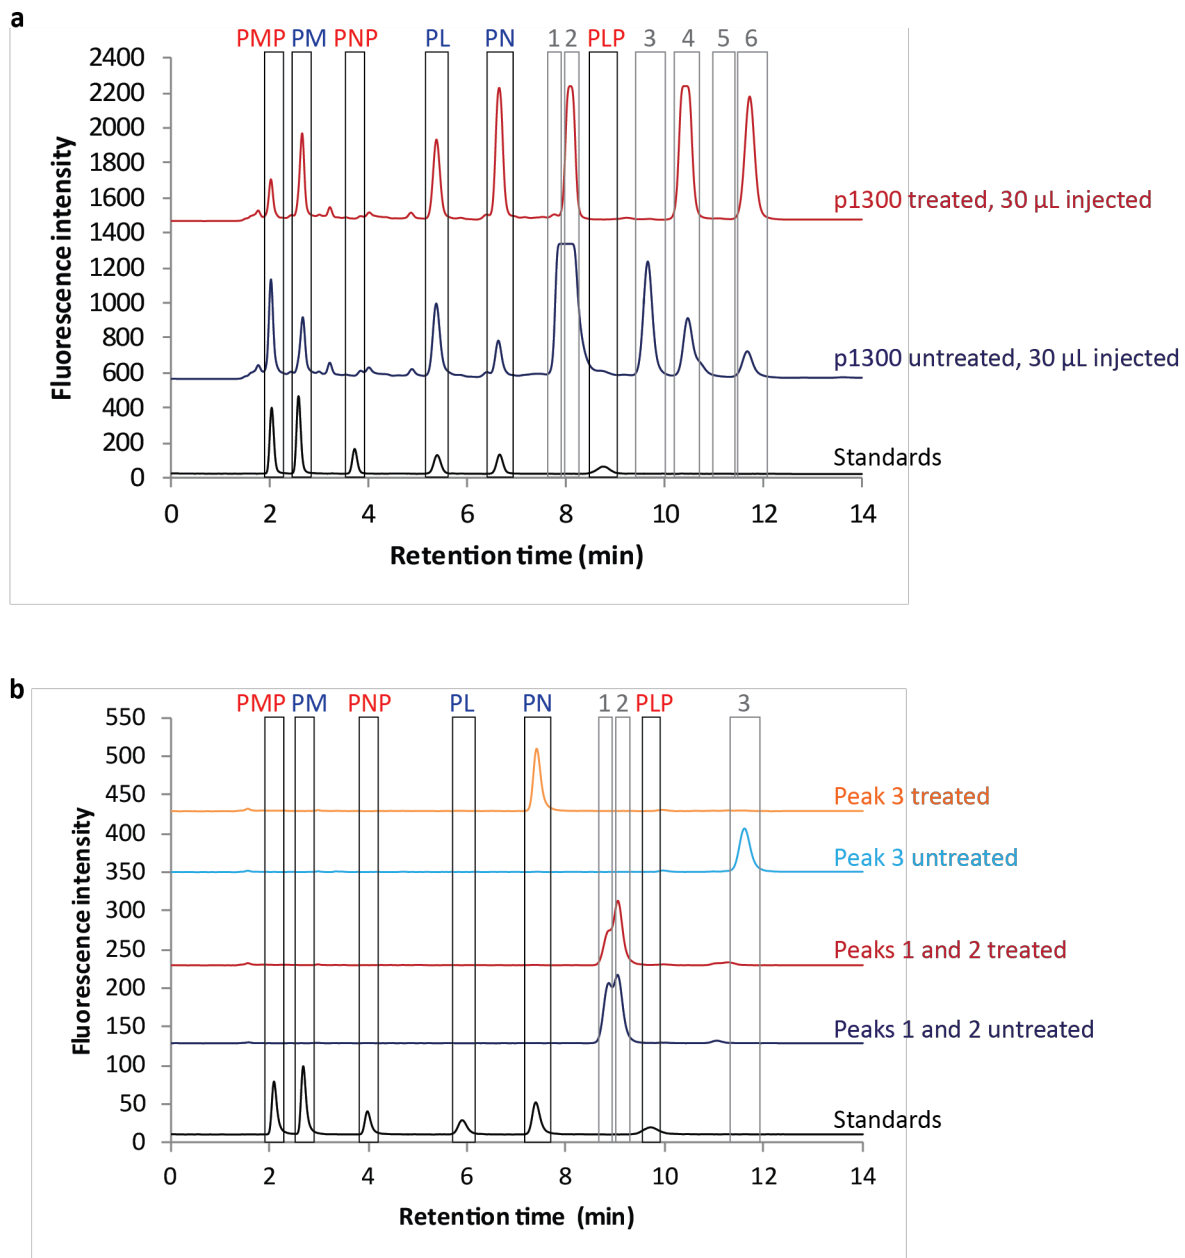 a
PMP PM PNP PL PN 1 2 PLP 3 4 5 6
2400
2200
2000
1800
1600
1400
1200
1000
800
600
400
200
0
Fluorescence intensity
p1300 treated, 30 µL injected
p1300 untreated, 30 µL injected
Standards
0 2 4 6 8 10 12 14
Retention time (min)
b
PMP PM PNP PL PN 1 2 PLP 3
550
500
450
400
350
300
250
200
150
100
50
0
Fluorescence intensity
Peak 3 treated
Peak 3 untreated
Peaks 1 and 2 treated
Peaks 1 and 2 untreated
Standards
0 2 4 6 8 10 12 14
Retention time (min)